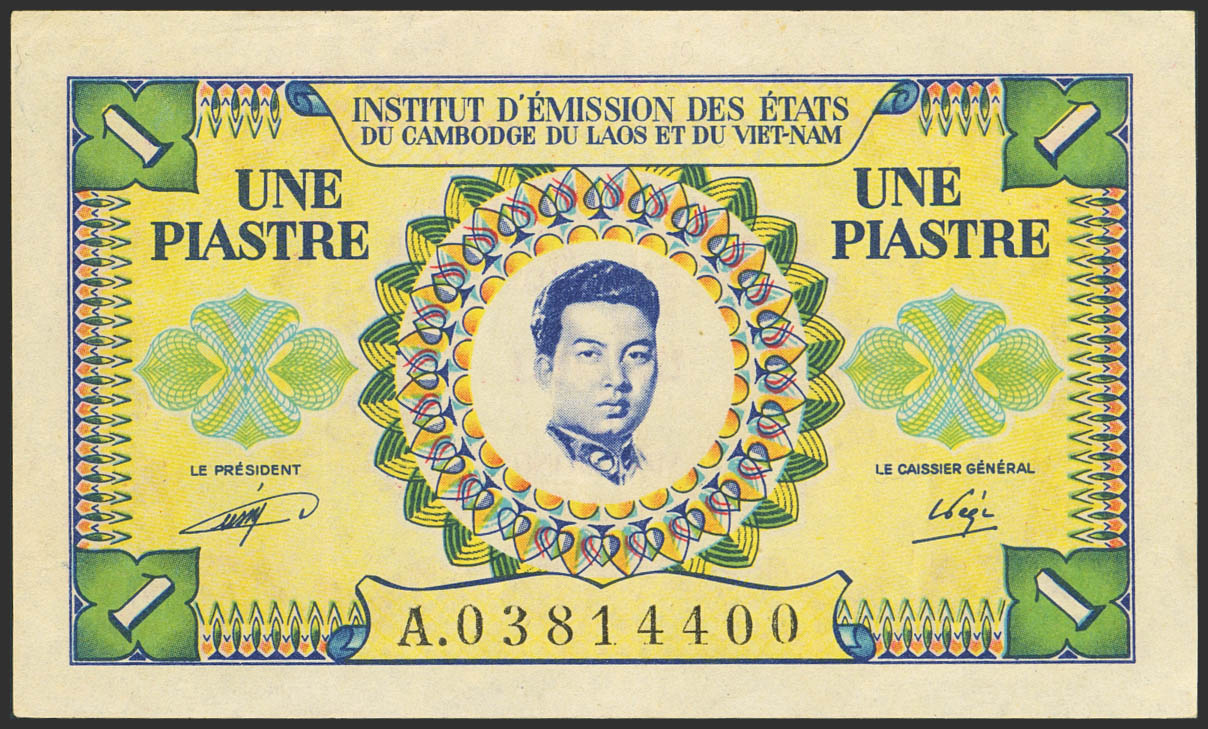 INSTITUT D'ÉMISSION DES ÉTATS
DU CAMBODGE DU LAOS ET DU VIET-NAM
1
1
UNE
PIASTRE
UNE
PIASTRE
LE PRÉSIDENT
LE CAISSIER GÉNÉRAL
1
1
A.03814400